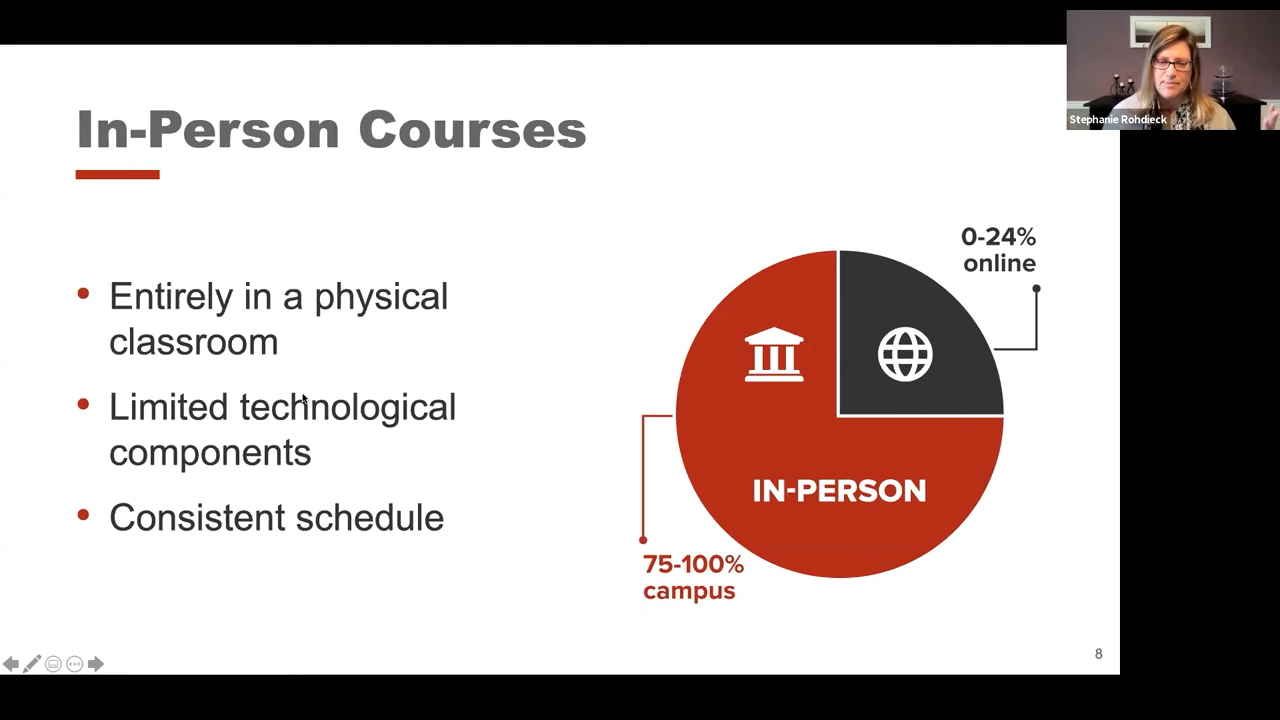 In-Person Courses
Stephanie Rohdieck
• Entirely in a physical
classroom
• Limited technological
components
• Consistent schedule
0-24%
online
IN-PERSON
75-100%
campus
8